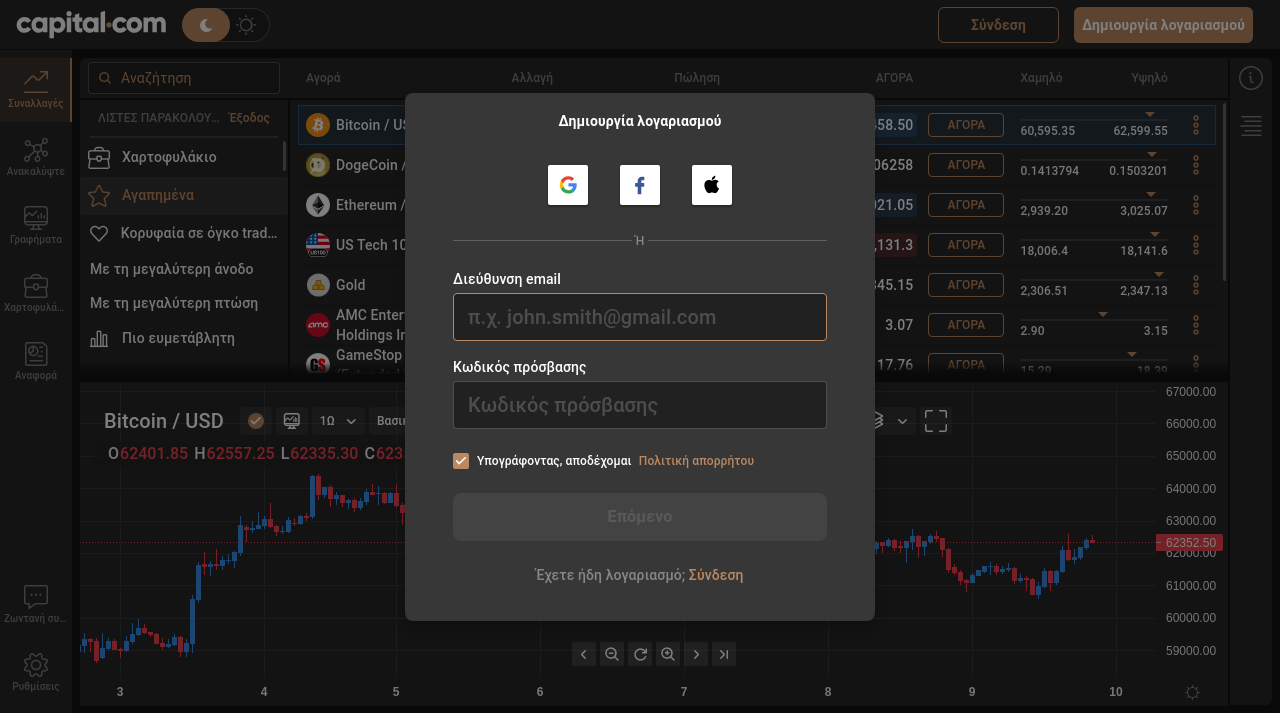 capital.com
Σύνδεση
Δημιουργία λογαριασμού
Συναλλαγές
Ανακαλύψτε
Γραφήματα
Χαρτοφυλά...
Αναφορά
Ζωντανή συ...
Ρυθμίσεις
Αναζήτηση
ΛΙΣΤΕΣ ΠΑΡΑΚΟΛΟΥ... Έξοδος
Χαρτοφυλάκιο
Αγαπημένα
Κορυφαία σε όγκο trad...
Με τη μεγαλύτερη άνοδο
Με τη μεγαλύτερη πτώση
Πιο ευμετάβλητη
Αγορά Αλλαγή Πώληση ΑΓΟΡΑ Χαμηλό Υψηλό
Bitcoin / US 58.50 ΑΓΟΡΑ 60,595.35 62,599.55
DogeCoin / 06258 ΑΓΟΡΑ 0.1413794 0.1503201
Ethereum / 021.05 ΑΓΟΡΑ 2,939.20 3,025.07
US Tech 10 ,131.3 ΑΓΟΡΑ 18,006.4 18,141.6
Gold 345.15 ΑΓΟΡΑ 2,306.51 2,347.13
AMC Enter
Holdings In 3.07 ΑΓΟΡΑ 2.90 3.15
GameStop 17.76 ΑΓΟΡΑ 15.29 18.39
Δημιουργία λογαριασμού
Ή
Διεύθυνση email
π.χ. john.smith@gmail.com
Κωδικός πρόσβασης
Κωδικός πρόσβασης
Υπογράφοντας, αποδέχομαι Πολιτική απορρήτου
Επόμενο
Έχετε ήδη λογαριασμό; Σύνδεση
Bitcoin / USD 1Ω Βασι
O62401.85 H62557.25 L62335.30 C623
67000.00
66000.00
65000.00
64000.00
63000.00
62352.50
62000.00
61000.00
60000.00
59000.00
3 4 5 6 7 8 9 10